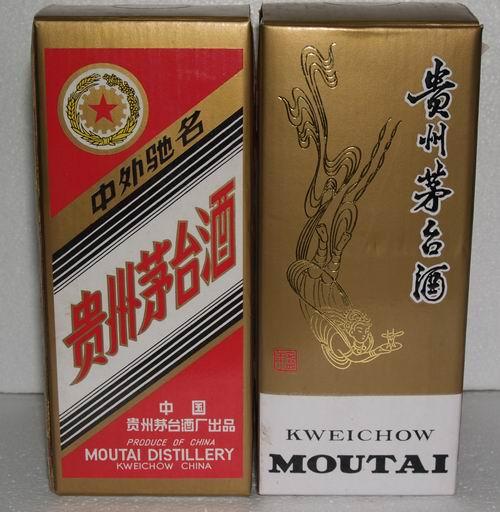 中外驰名
贵州茅台酒
中国
贵州茅台酒厂出品
PRODUCE OF CHINA
MOUTAI DISTILLERY
KWEICHOW CHINA
貴州茅台酒
KWEICHOW
MOUTAI